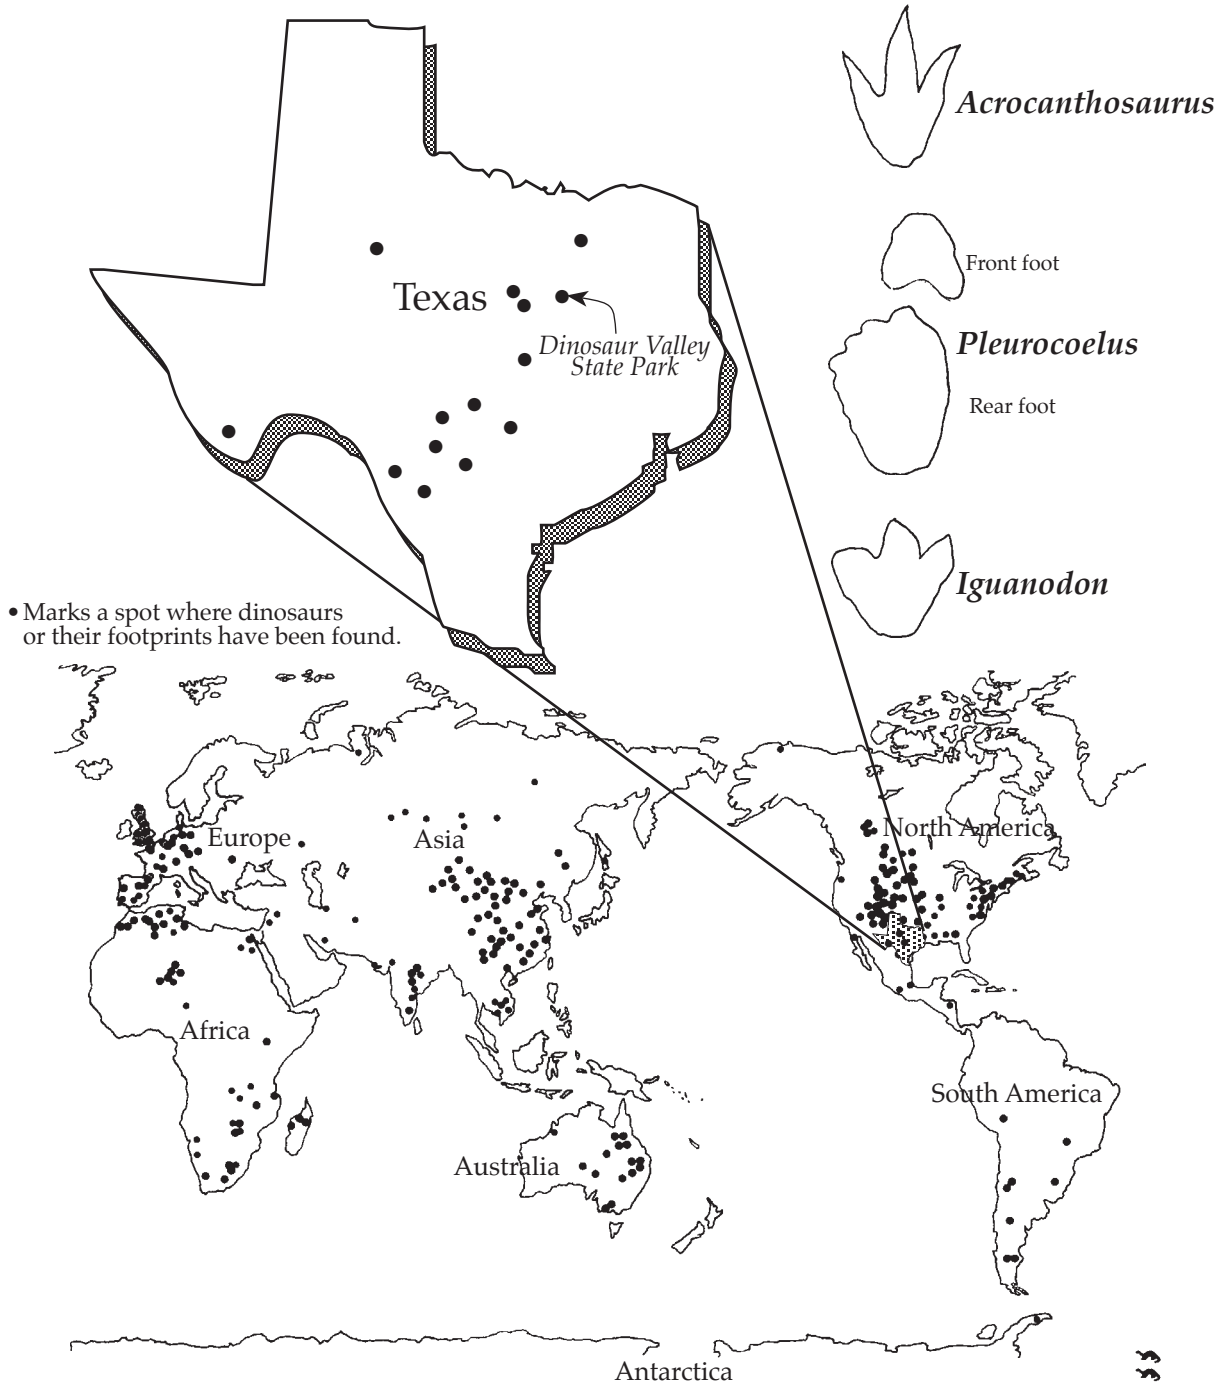 Acrocanthosaurus
Front foot
Texas
Dinosaur Valley
State Park
Pleurocoelus
Rear foot
Iguanodon
• Marks a spot where dinosaurs
or their footprints have been found.
Europe
Asia
North America
Africa
South America
Australia
Antarctica